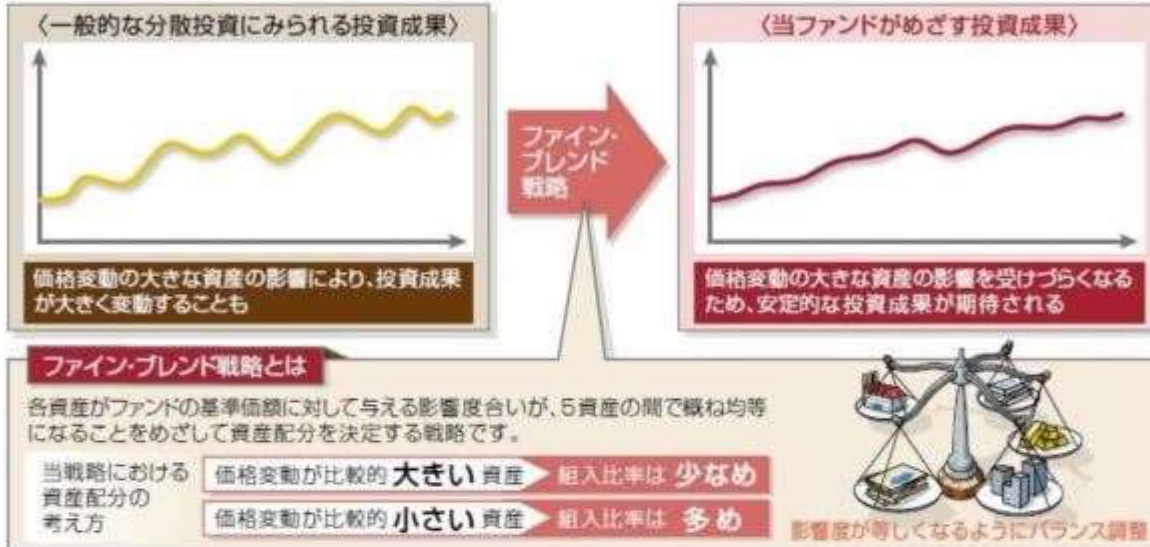 〈一般的な分散投資にみられる投資成果〉
価格変動の大きな資産の影響により、投資成果
が大きく変動することも
ファイン・
ブレンド
戦略
〈当ファンドがめざす投資成果〉
価格変動の大きな資産の影響を受けづらくなる
ため、安定的な投資成果が期待される
ファイン・ブレンド戦略とは
各資産がファンドの基準価額に対して与える影響度合いが、5資産の間で概ね均等
になることをめざして資産配分を決定する戦略です。
当戦略における
資産配分の
考え方
価格変動が比較的 大きい 資産 組入比率は 少なめ
価格変動が比較的 小さい 資産 組入比率は 多め
影響度が等しくなるようにバランス調整